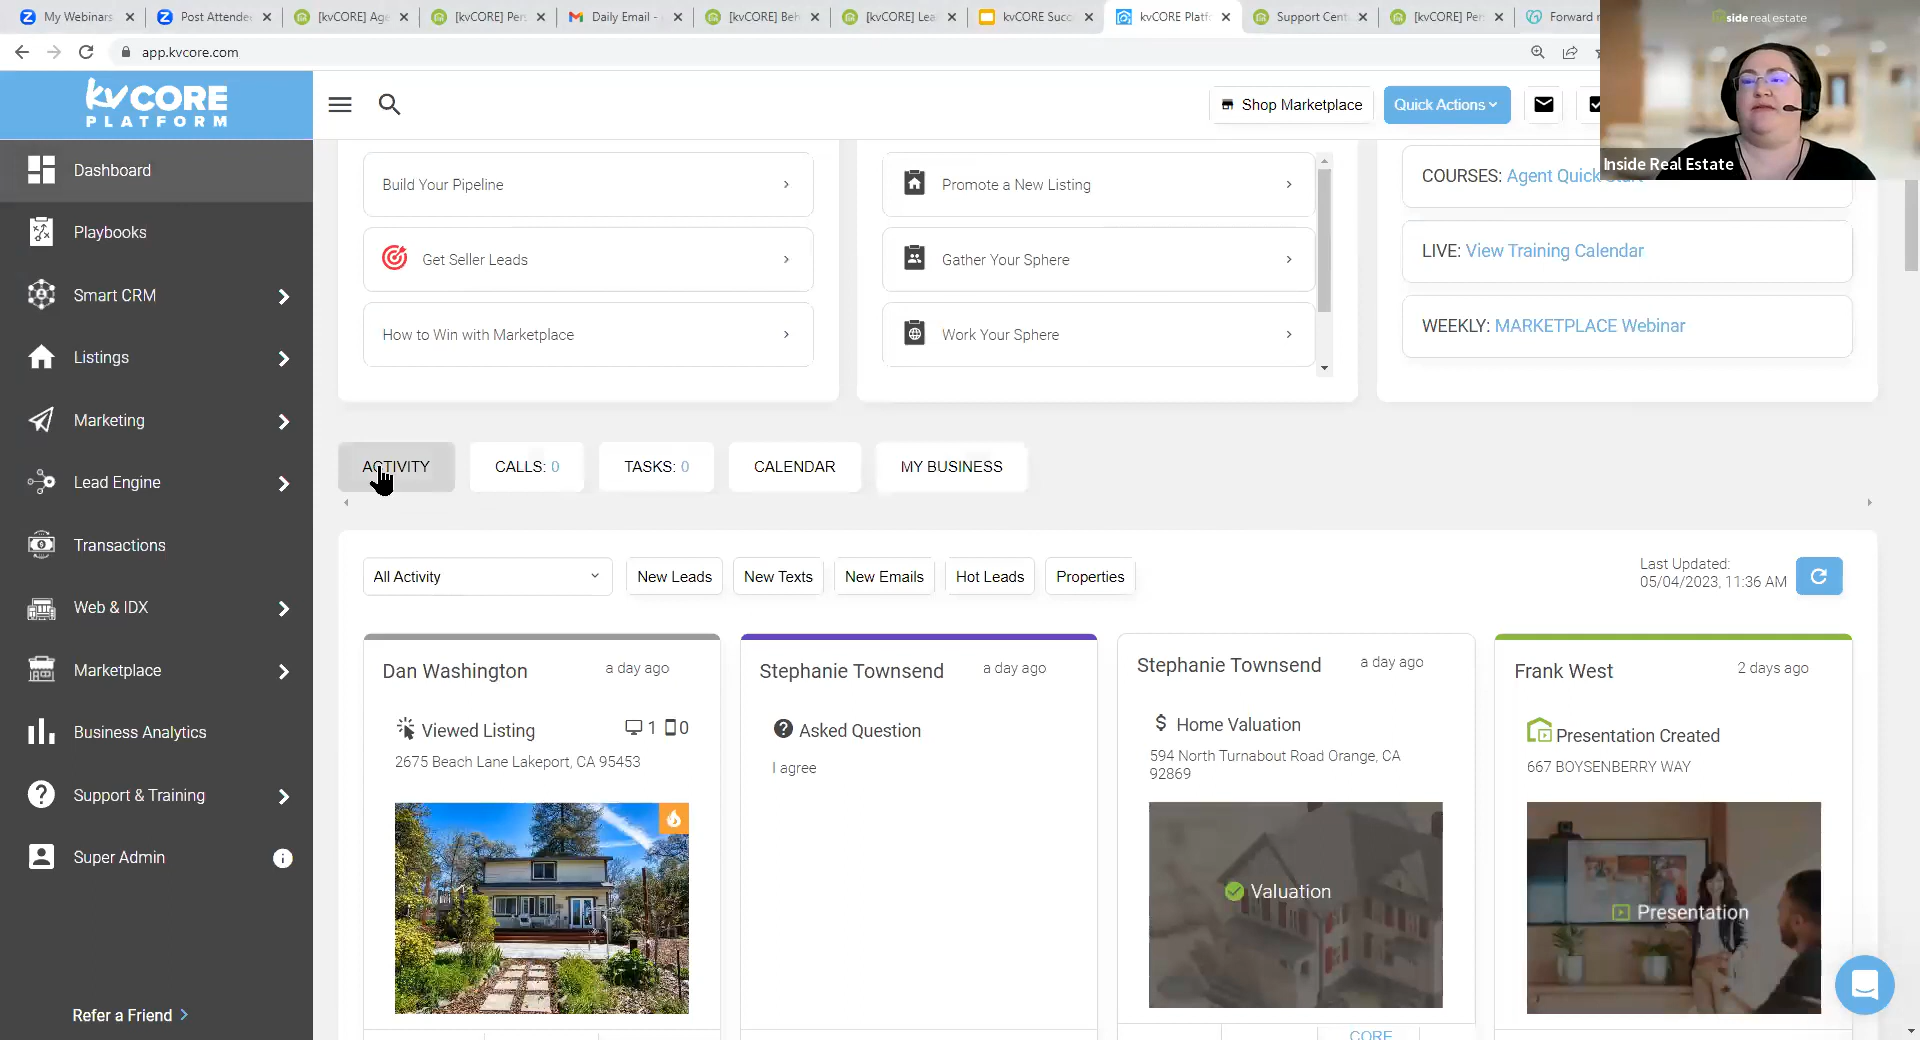 My Webinars
Post Attende
[kvCORE] Age
[kvCORE] Per
Daily Email -
[kvCORE] Beh
[kvCORE] Lea
kvCORE Succ
kvCORE Platf
Support Cent
[kvCORE] Per
Forward
app.kvcore.com
inside real estate
Inside Real Estate
kvCORE
PLATFORM
Shop Marketplace
Quick Actions
Dashboard
Playbooks
Smart CRM
Listings
Marketing
Lead Engine
Transactions
Web & IDX
Marketplace
Business Analytics
Support & Training
Super Admin
Refer a Friend
Build Your Pipeline
Get Seller Leads
How to Win with Marketplace
Promote a New Listing
Gather Your Sphere
Work Your Sphere
COURSES: Agent Quick Start
LIVE: View Training Calendar
WEEKLY: MARKETPLACE Webinar
ACTIVITY
CALLS: 0
TASKS: 0
CALENDAR
MY BUSINESS
All Activity
New Leads
New Texts
New Emails
Hot Leads
Properties
Last Updated:
05/04/2023, 11:36 AM
Dan Washington
a day ago
Viewed Listing
1
0
2675 Beach Lane Lakeport, CA 95453
Stephanie Townsend
a day ago
Asked Question
I agree
Stephanie Townsend
a day ago
Home Valuation
594 North Turnabout Road Orange, CA
92869
Valuation
CORE
Frank West
2 days ago
Presentation Created
667 BOYSENBERRY WAY
Presentation